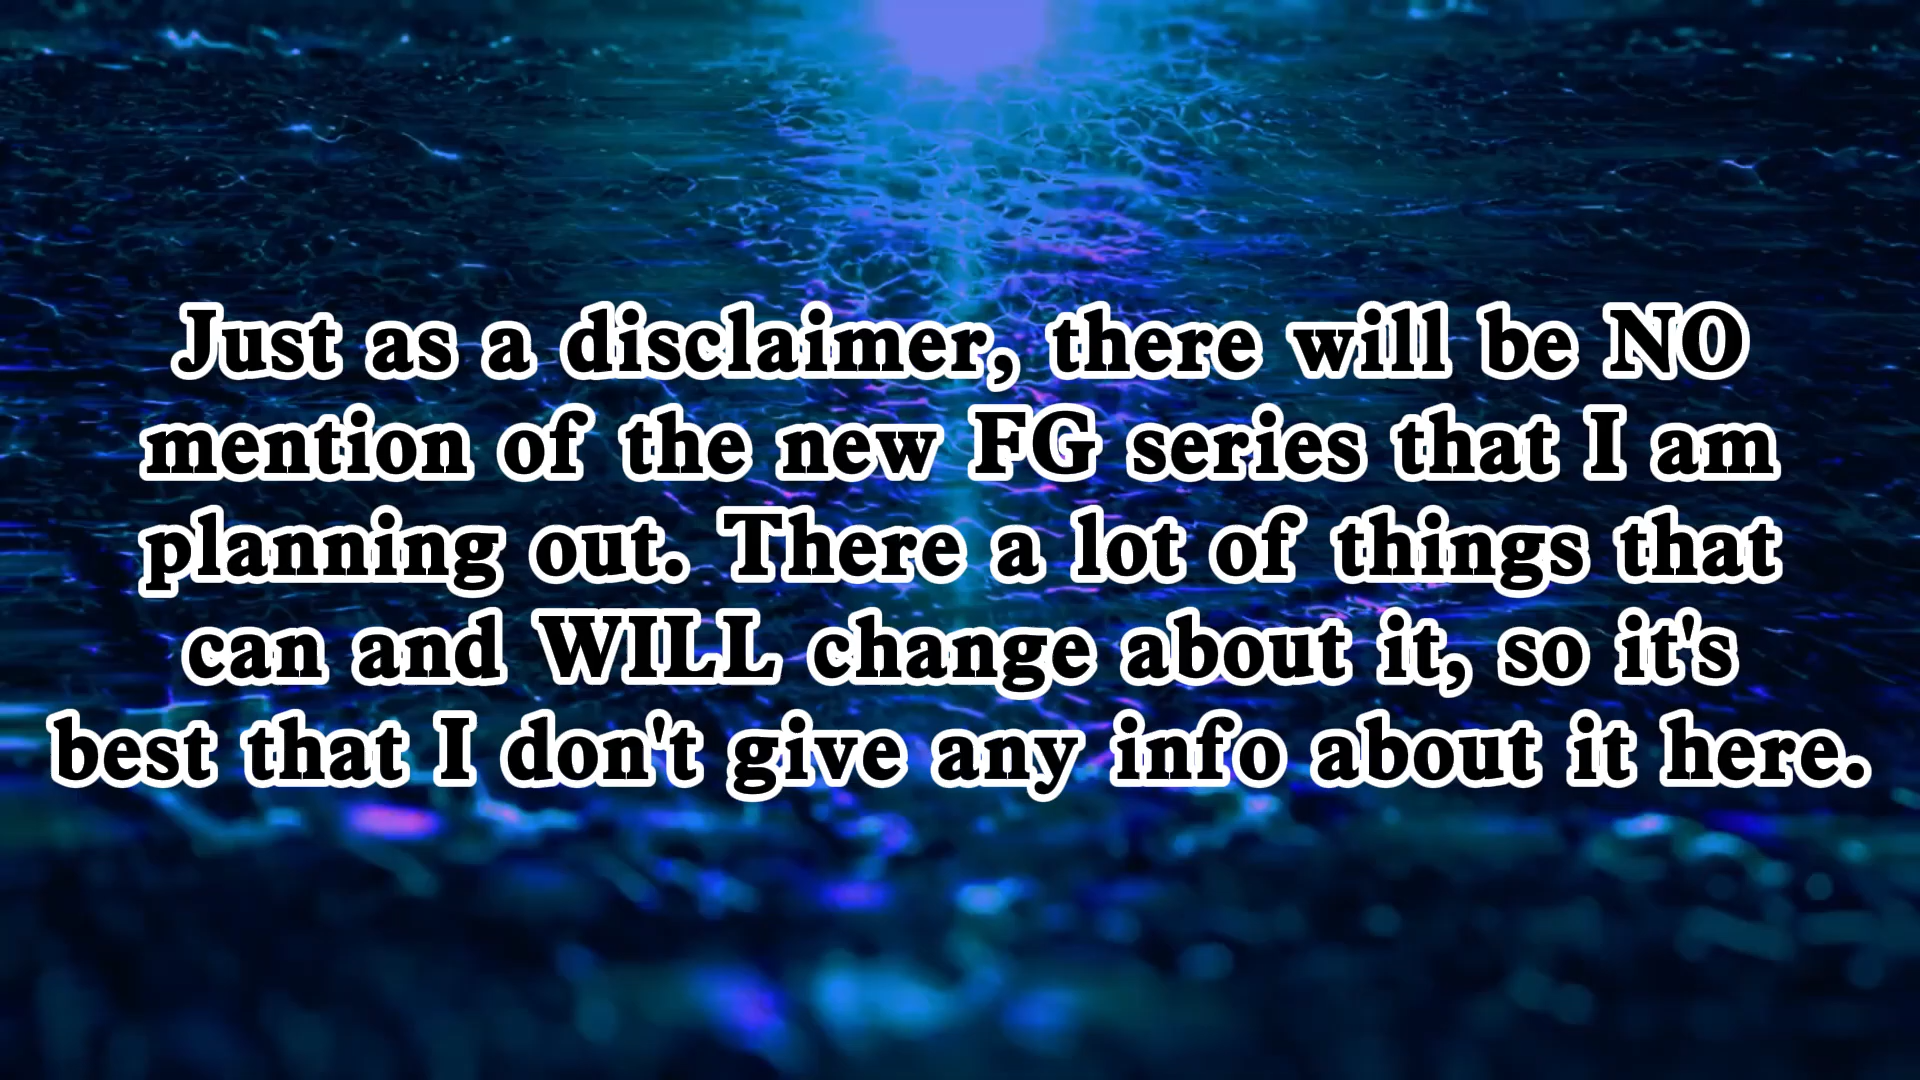 Just as a disclaimer, there will be NO
mention of the new FG series that I am
planning out. There a lot of things that
can and WILL change about it, so it's
best that I don't give any info about it here.